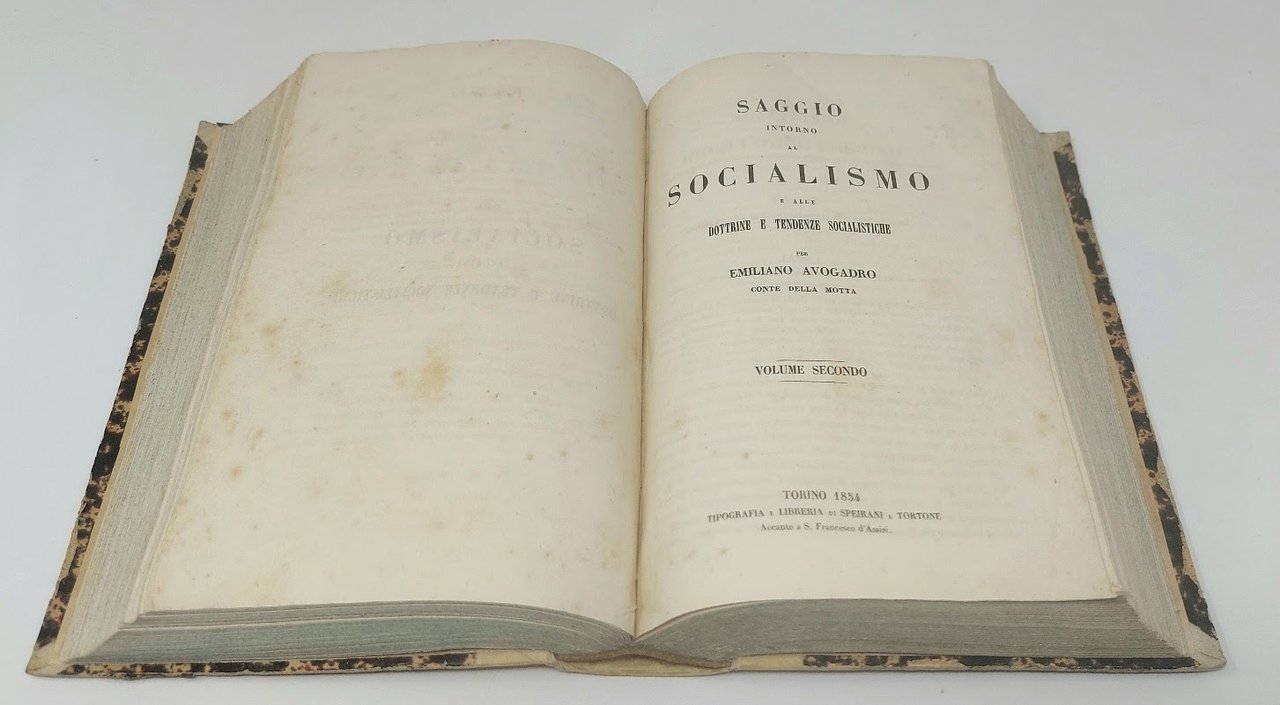 SAGGIO
INTORNO
AL
SOCIALISMO
E ALLE
DOTTRINE E TENDENZE SOCIALISTICHE
PER
EMILIANO AVOGADRO
CONTE DELLA MOTTA
VOLUME SECONDO
TORINO 1854
TIPOGRAFIA E LIBRERIA DI SPEIRANI E TORTONE
Accanto a S. Francesco d'Assisi.